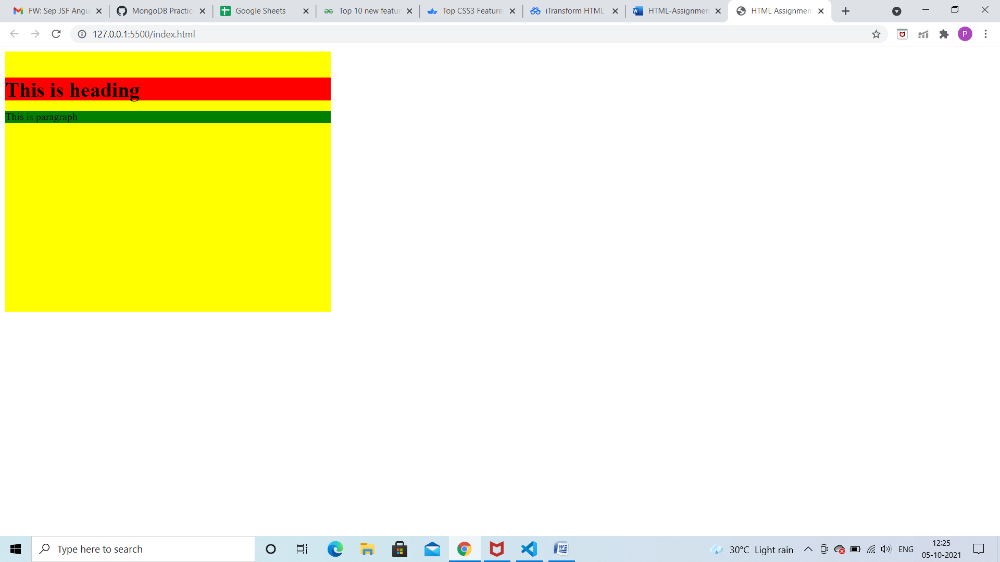 FW: Sep JSF Angu
MongoDB Practice
Google Sheets
Top 10 new featur
Top CSS3 Features
iTransform HTML
HTML-Assignmen
HTML Assignmen
127.0.0.1:5500/index.html
P
This is heading
This is paragraph
Type here to search
30°C Light rain
ENG
12:25
05-10-2021